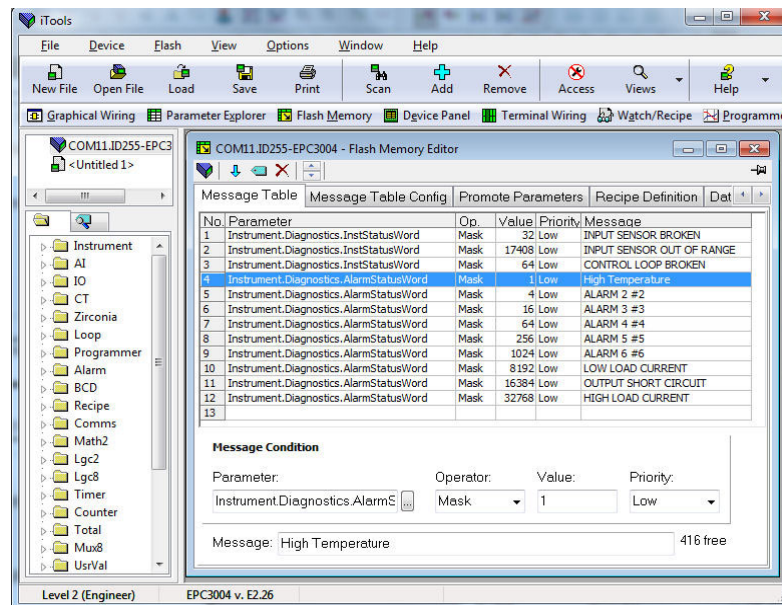 iTools
File Device Flash View Options Window Help
New File Open File Load Save Print Scan Add Remove Access Views Help
Graphical Wiring Parameter Explorer Flash Memory Device Panel Terminal Wiring Watch/Recipe Programme
COM11.ID255-EPC3
<Untitled 1>
COM11.ID255-EPC3004 - Flash Memory Editor
Message Table Message Table Config Promote Parameters Recipe Definition Dat
No. Parameter Op. Value Priority Message
1 Instrument.Diagnostics.InstStatusWord Mask 32 Low INPUT SENSOR BROKEN
2 Instrument.Diagnostics.InstStatusWord Mask 17408 Low INPUT SENSOR OUT OF RANGE
3 Instrument.Diagnostics.InstStatusWord Mask 64 Low CONTROL LOOP BROKEN
4 Instrument.Diagnostics.AlarmStatusWord Mask 1 Low High Temperature
5 Instrument.Diagnostics.AlarmStatusWord Mask 4 Low ALARM 2 #2
6 Instrument.Diagnostics.AlarmStatusWord Mask 16 Low ALARM 3 #3
7 Instrument.Diagnostics.AlarmStatusWord Mask 64 Low ALARM 4 #4
8 Instrument.Diagnostics.AlarmStatusWord Mask 256 Low ALARM 5 #5
9 Instrument.Diagnostics.AlarmStatusWord Mask 1024 Low ALARM 6 #6
10 Instrument.Diagnostics.AlarmStatusWord Mask 8192 Low LOW LOAD CURRENT
11 Instrument.Diagnostics.AlarmStatusWord Mask 16384 Low OUTPUT SHORT CIRCUIT
12 Instrument.Diagnostics.AlarmStatusWord Mask 32768 Low HIGH LOAD CURRENT
13
Instrument
AI
IO
CT
Zirconia
Loop
Programmer
Alarm
BCD
Recipe
Comms
Math2
Lgc2
Lgc8
Timer
Counter
Total
Mux8
UsrVal
Message Condition
Parameter: Operator: Value: Priority:
Instrument.Diagnostics.AlarmS ... Mask 1 Low
Message: High Temperature 416 free
Level 2 (Engineer) EPC3004 v. E2.26